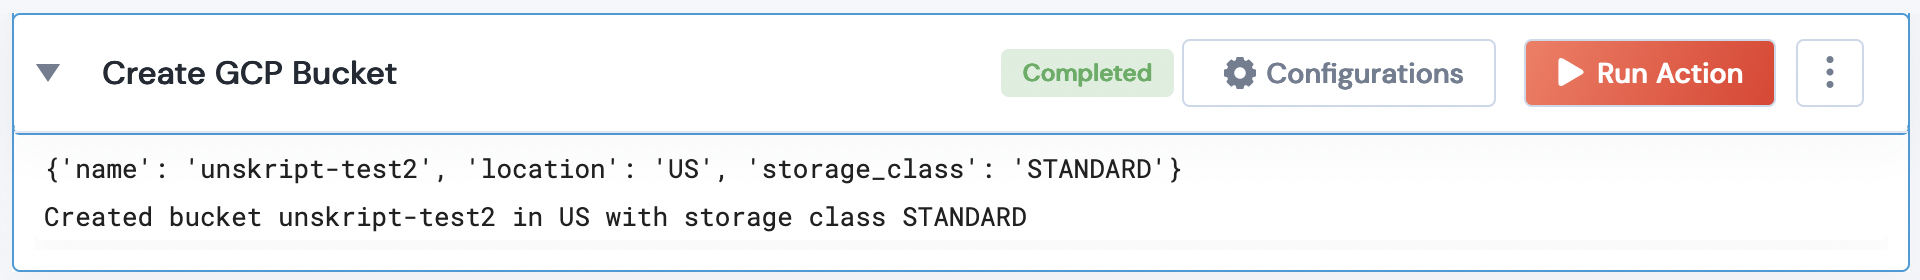 Create GCP Bucket
Completed
Configurations
Run Action
{'name': 'unskript-test2', 'location': 'US', 'storage_class': 'STANDARD'}
Created bucket unskript-test2 in US with storage class STANDARD